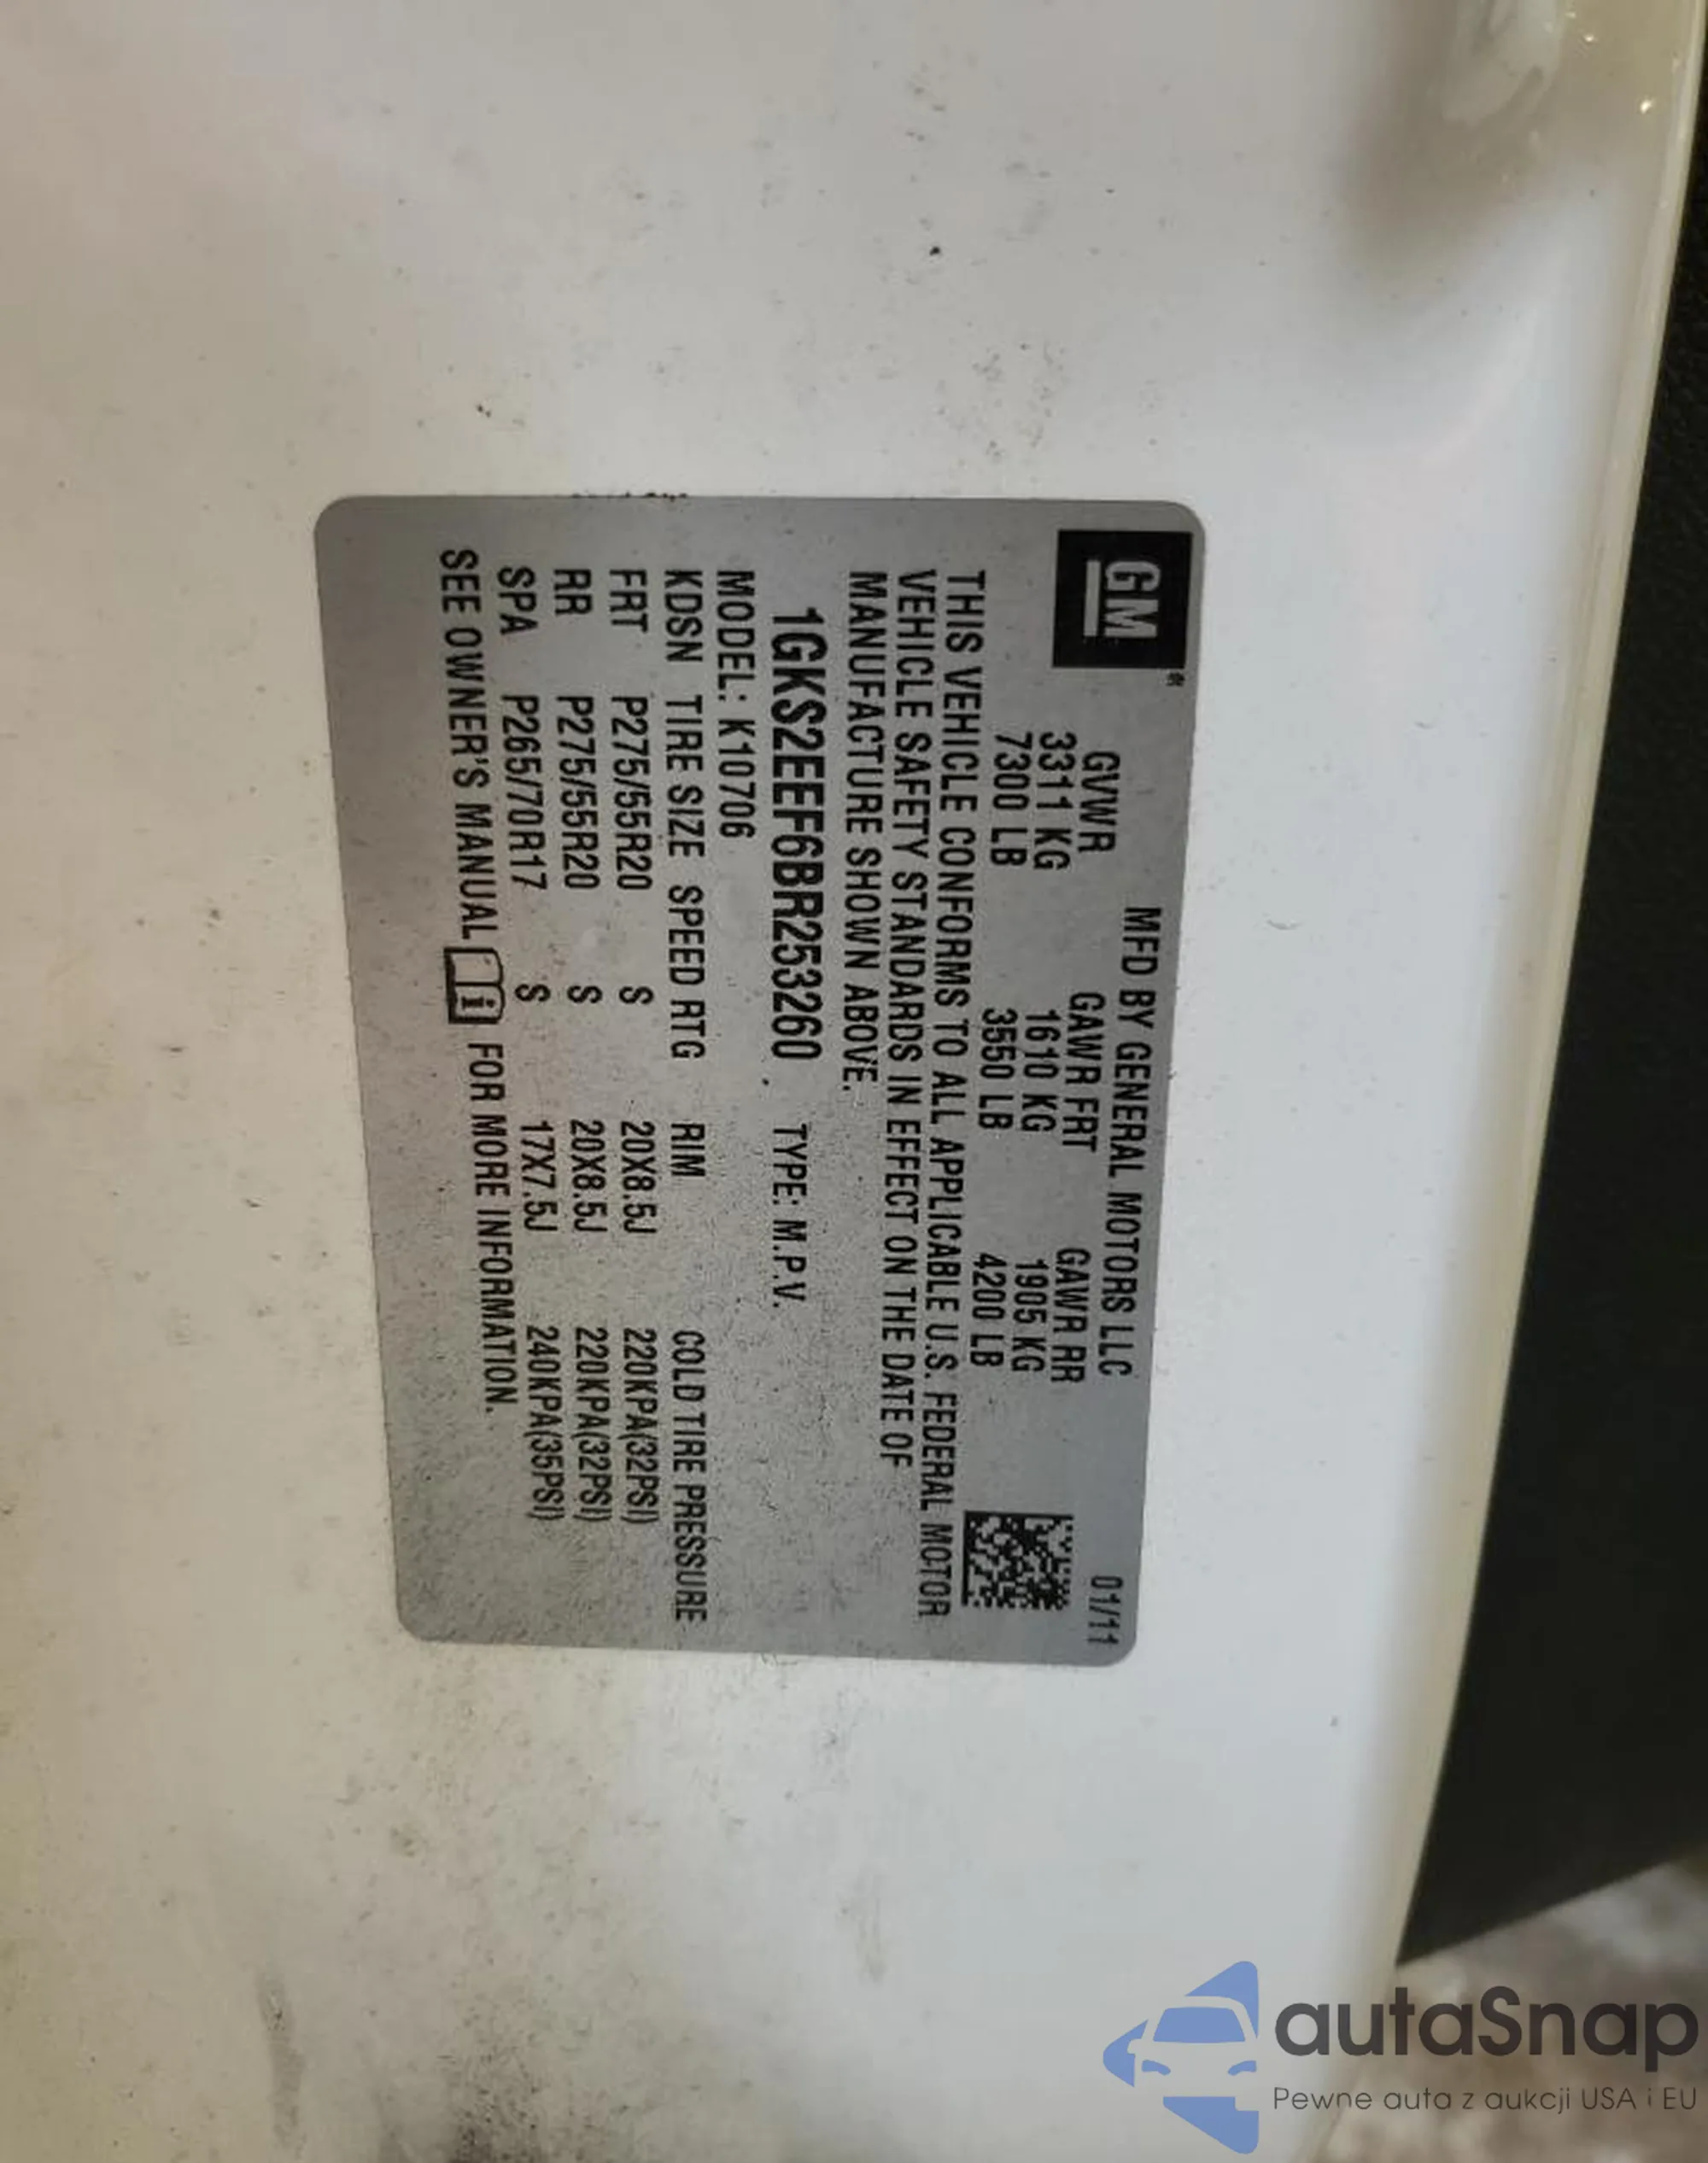 GM
MFD BY GENERAL MOTORS LLC 01/11
GVWR GAWR FRT GAWR RR
3311 KG 1610 KG 1905 KG
7300 LB 3550 LB 4200 LB
THIS VEHICLE CONFORMS TO ALL APPLICABLE U.S. FEDERAL MOTOR
VEHICLE SAFETY STANDARDS IN EFFECT ON THE DATE OF
MANUFACTURE SHOWN ABOVE.
1GKS2EEF6BR253260 TYPE: M.P.V.
MODEL: K10706
KDSN TIRE SIZE SPEED RTG RIM COLD TIRE PRESSURE
FRT P275/55R20 S 20X8.5J 220KPA(32PSI)
RR P275/55R20 S 20X8.5J 220KPA(32PSI)
SPA P265/70R17 S 17X7.5J 240KPA(35PSI)
SEE OWNER'S MANUAL i FOR MORE INFORMATION.
autaSnap
Pewne auta z aukcji USA i EU